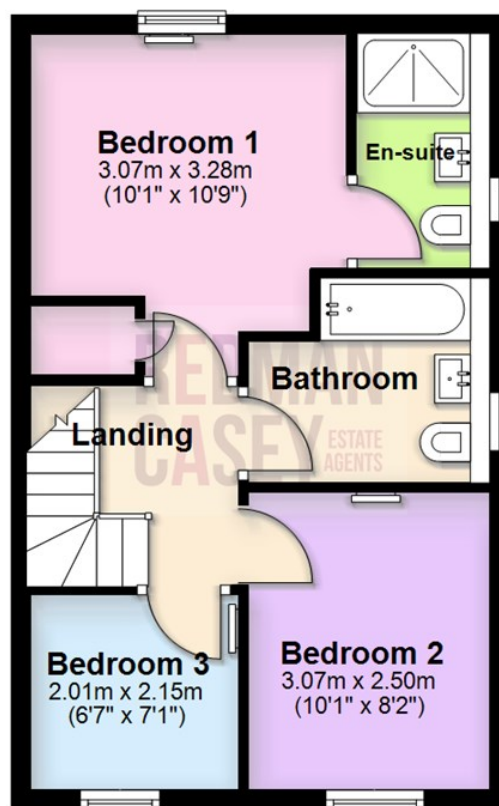 Bedroom 1
3.07m x 3.28m
(10'1" x 10'9")
En-suite
REDMAN
CASEY ESTATE
AGENTS
Bathroom
Landing
Bedroom 3
2.01m x 2.15m
(6'7" x 7'1")
Bedroom 2
3.07m x 2.50m
(10'1" x 8'2")